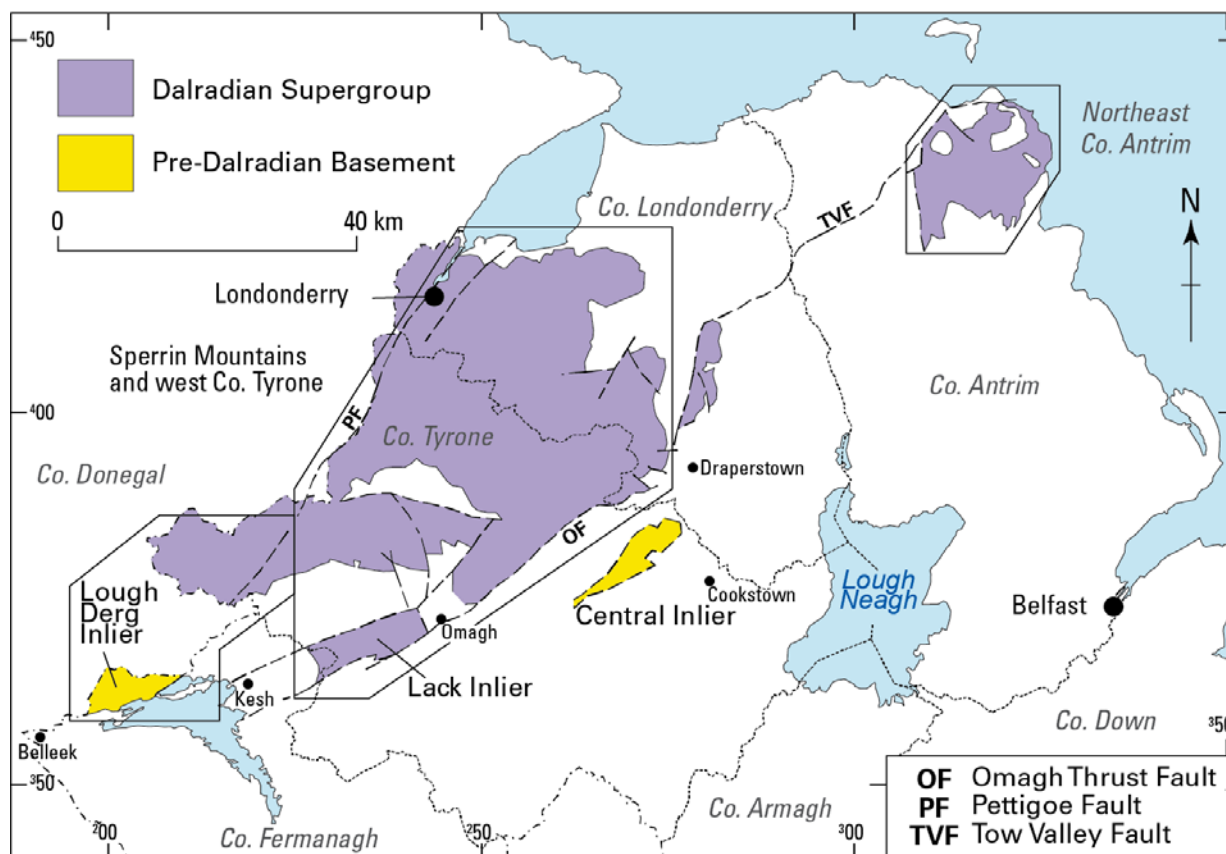 450
Dalradian Supergroup
Pre-Dalradian Basement
0
40 km
Northeast
Co. Antrim
Co. Londonderry
TVF
N
Londonderry
Sperrin Mountains
and west Co. Tyrone
PF
Co. Antrim
400
Co. Tyrone
Co. Donegal
Draperstown
OF
Lough
Derg
Inlier
Central Inlier
Cookstown
Lough
Neagh
Belfast
Omagh
Lack Inlier
Kesh
Belleek
Co. Down
350
350
Co. Armagh
Co. Fermanagh
200
250
300
OF Omagh Thrust Fault
PF Pettigoe Fault
TVF Tow Valley Fault